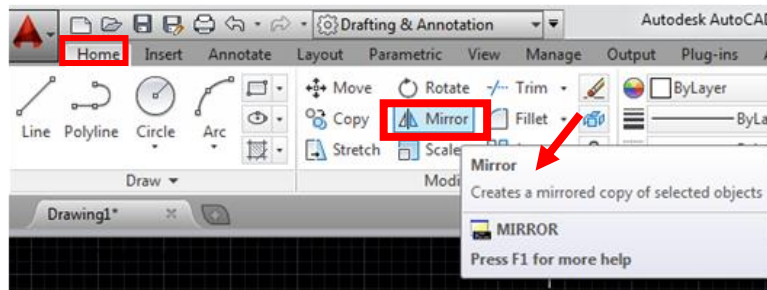 Drafting & Annotation Autodesk AutoCAD
Home Insert Annotate Layout Parametric View Manage Output Plug-ins
Line Polyline Circle Arc
Move Rotate Trim ByLayer
Copy Mirror Fillet
Stretch Scale
Draw
Mirror
Creates a mirrored copy of selected objects
MIRROR
Press F1 for more help
Drawing1*